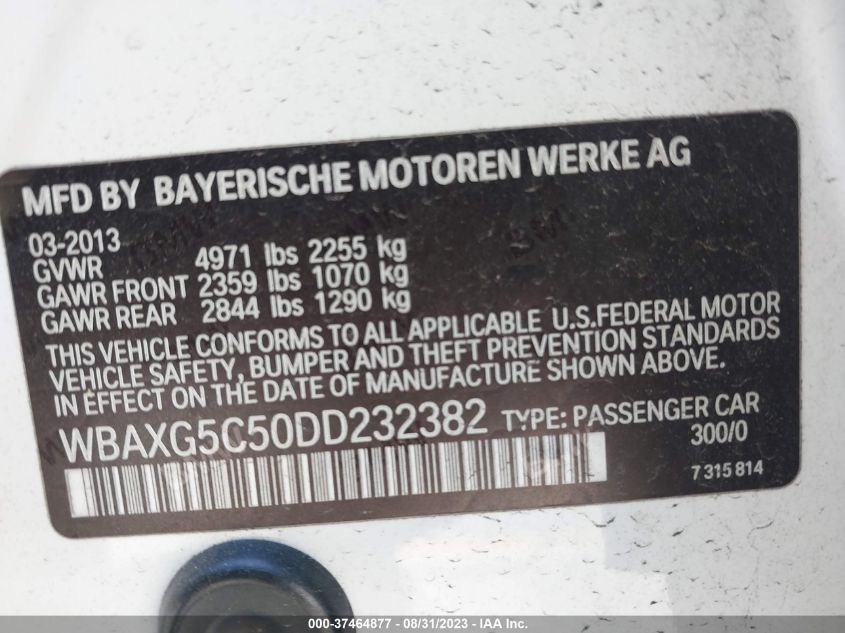 MFD BY BAYERISCHE MOTOREN WERKE AG
03-2013
GVWR 4971 lbs 2255 kg
GAWR FRONT 2359 lbs 1070 kg
GAWR REAR 2844 lbs 1290 kg
THIS VEHICLE CONFORMS TO ALL APPLICABLE U.S.FEDERAL MOTOR
VEHICLE SAFETY, BUMPER AND THEFT PREVENTION STANDARDS
IN EFFECT ON THE DATE OF MANUFACTURE SHOWN ABOVE.
WBAXG5C50DD232382 TYPE: PASSENGER CAR
300/0
7 315 814
000-37464877 - 08/31/2023 - IAA Inc.